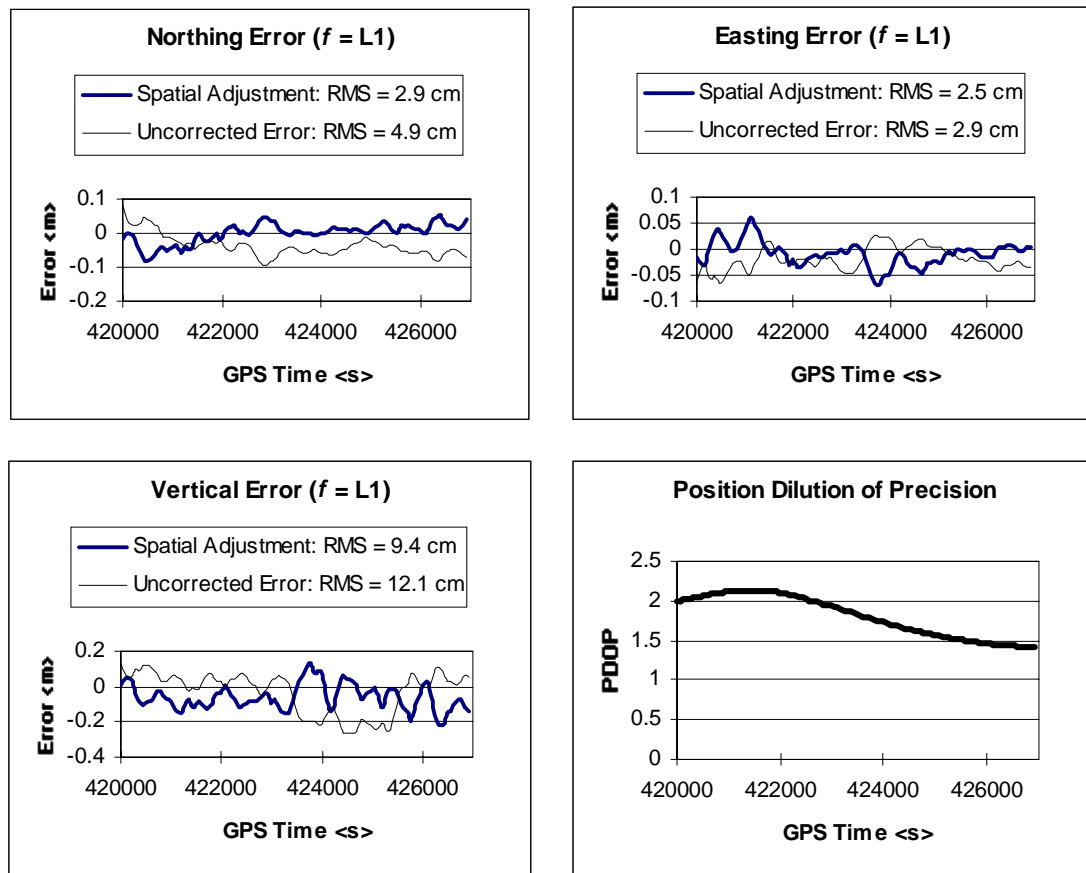 Northing Error (f = L1)
Spatial Adjustment: RMS = 2.9 cm
Uncorrected Error: RMS = 4.9 cm
0.1
0
-0.1
-0.2
Error <m>
420000 422000 424000 426000
GPS Time <s>
Easting Error (f = L1)
Spatial Adjustment: RMS = 2.5 cm
Uncorrected Error: RMS = 2.9 cm
0.1
0.05
0
-0.05
-0.1
Error <m>
420000 422000 424000 426000
GPS Time <s>
Vertical Error (f = L1)
Spatial Adjustment: RMS = 9.4 cm
Uncorrected Error: RMS = 12.1 cm
0.2
0
-0.2
-0.4
Error <m>
420000 422000 424000 426000
GPS Time <s>
Position Dilution of Precision
2.5
2
1.5
1
0.5
0
PDOP
420000 422000 424000 426000
GPS Time <s>